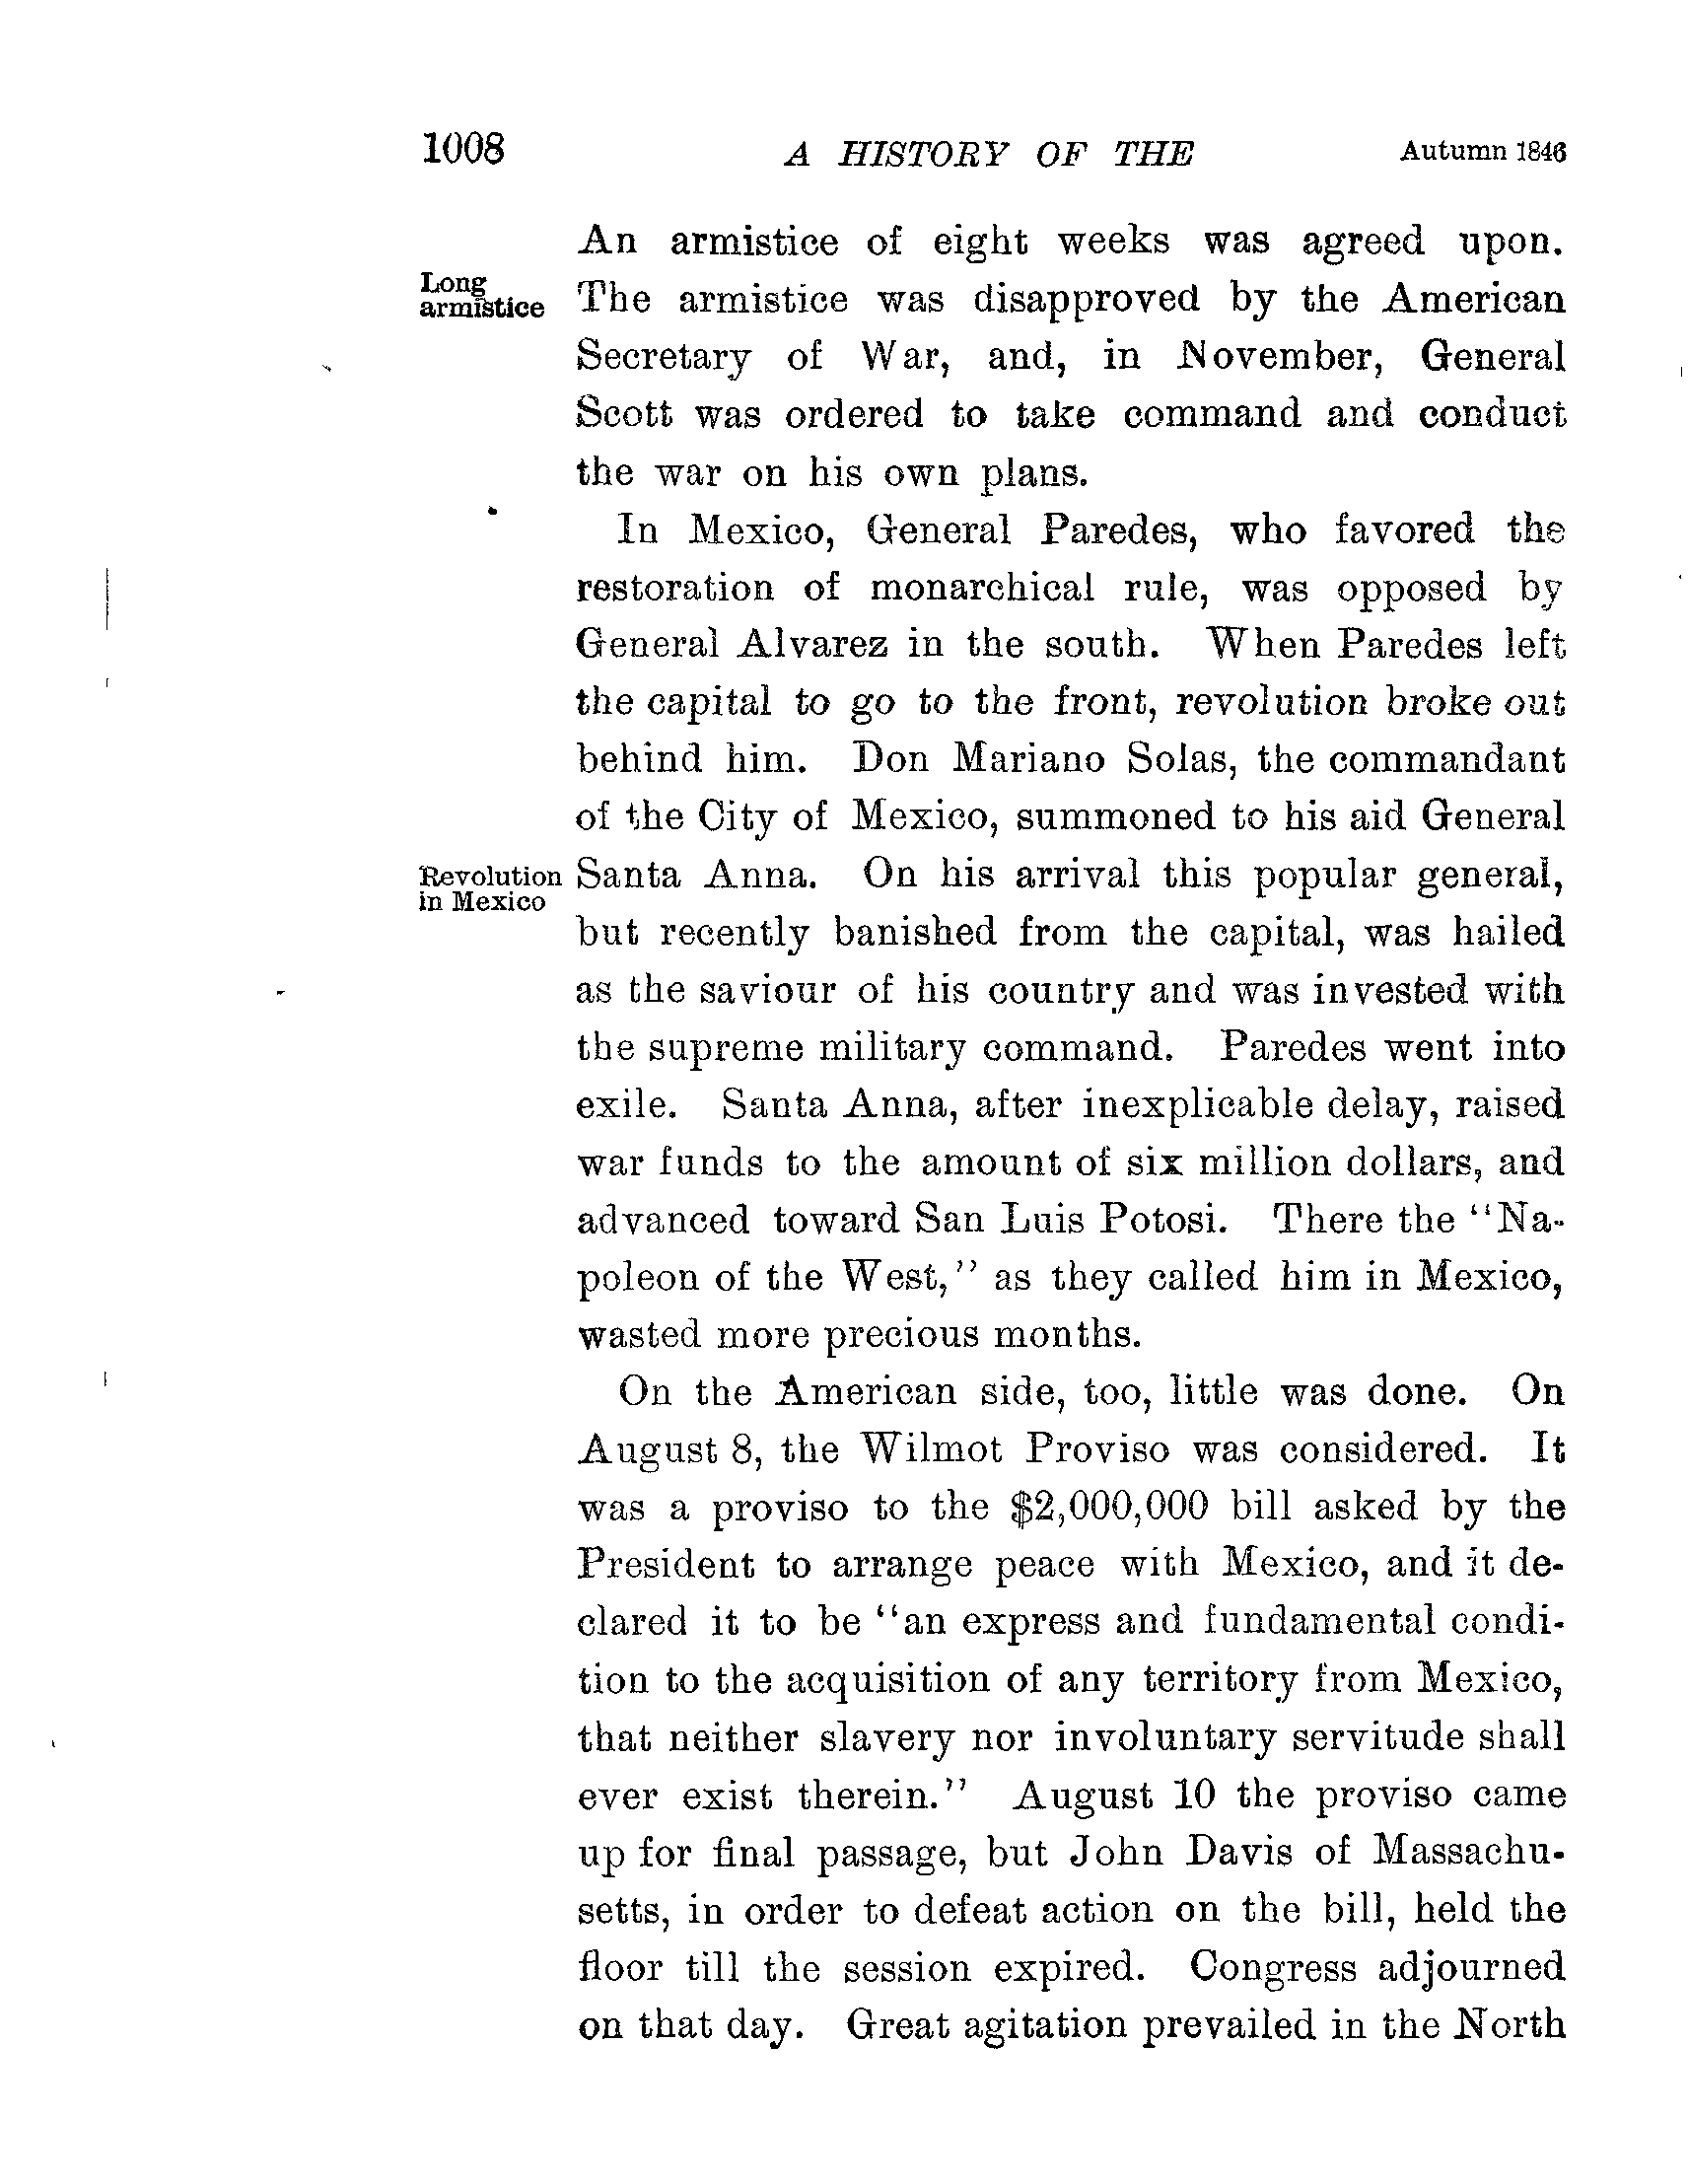 1008 A HISTORY OF THE Autumn 1846
An armistice of eight weeks was agreed upon.
Long
armistice
The armistice was disapproved by the American
Secretary of War, and, in November, General
Scott was ordered to take command and conduct
the war on his own plans.
In Mexico, General Paredes, who favored the
restoration of monarchical rule, was opposed by
General Alvarez in the south. When Paredes left
the capital to go to the front, revolution broke out
behind him. Don Mariano Solas, the commandant
of the City of Mexico, summoned to his aid General
Revolution
in Mexico
Santa Anna. On his arrival this popular general,
but recently banished from the capital, was hailed
as the saviour of his country and was invested with
the supreme military command. Paredes went into
exile. Santa Anna, after inexplicable delay, raised
war funds to the amount of six million dollars, and
advanced toward San Luis Potosi. There the "Na-
poleon of the West," as they called him in Mexico,
wasted more precious months.
On the American side, too, little was done. On
August 8, the Wilmot Proviso was considered. It
was a proviso to the $2,000,000 bill asked by the
President to arrange peace with Mexico, and it de-
clared it to be "an express and fundamental condi-
tion to the acquisition of any territory from Mexico,
that neither slavery nor involuntary servitude shall
ever exist therein." August 10 the proviso came
up for final passage, but John Davis of Massachu-
setts, in order to defeat action on the bill, held the
floor till the session expired. Congress adjourned
on that day. Great agitation prevailed in the North